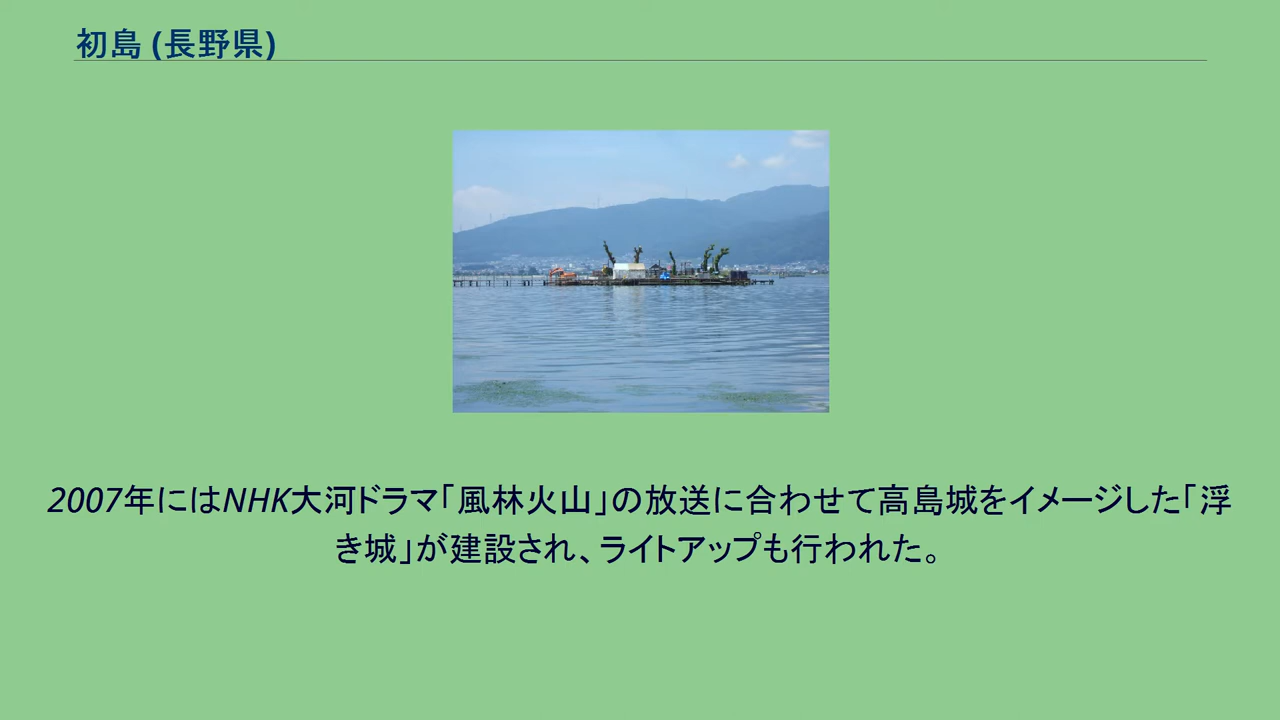 初島 (長野県)
2007年にはNHK大河ドラマ「風林火山」の放送に合わせて高島城をイメージした「浮
き城」が建設され、ライトアップも行われた。